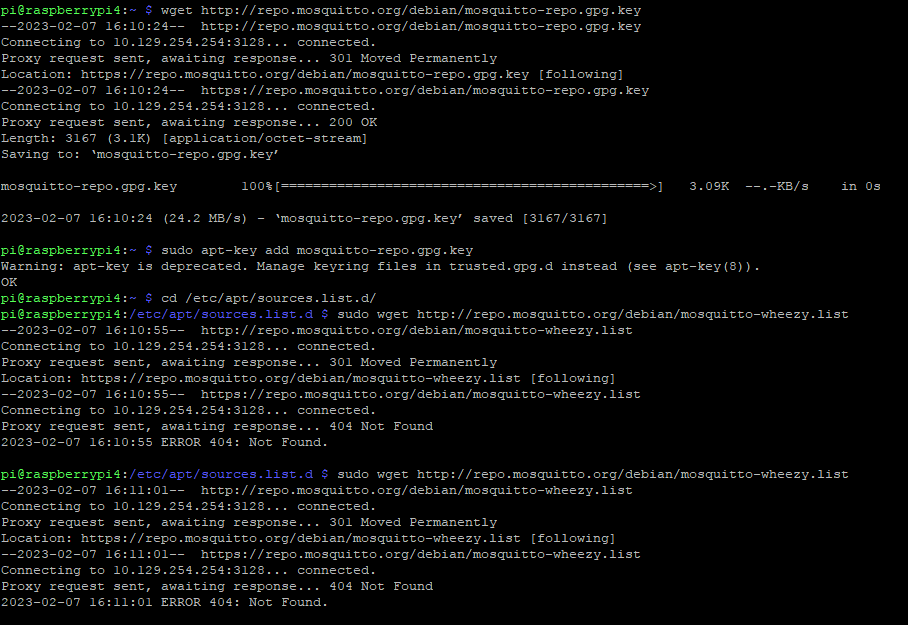 pi@raspberrypi4:~ $ wget http://repo.mosquitto.org/debian/mosquitto-repo.gpg.key
--2023-02-07 16:10:24--  http://repo.mosquitto.org/debian/mosquitto-repo.gpg.key
Connecting to 10.129.254.254:3128... connected.
Proxy request sent, awaiting response... 301 Moved Permanently
Location: https://repo.mosquitto.org/debian/mosquitto-repo.gpg.key [following]
--2023-02-07 16:10:24--  https://repo.mosquitto.org/debian/mosquitto-repo.gpg.key
Connecting to 10.129.254.254:3128... connected.
Proxy request sent, awaiting response... 200 OK
Length: 3167 (3.1K) [application/octet-stream]
Saving to: ‘mosquitto-repo.gpg.key’
mosquitto-repo.gpg.key        100%[==============================================>]   3.09K  --.-KB/s    in 0s
2023-02-07 16:10:24 (24.2 MB/s) - ‘mosquitto-repo.gpg.key’ saved [3167/3167]
pi@raspberrypi4:~ $ sudo apt-key add mosquitto-repo.gpg.key
Warning: apt-key is deprecated. Manage keyring files in trusted.gpg.d instead (see apt-key(8)).
OK
pi@raspberrypi4:~ $ cd /etc/apt/sources.list.d/
pi@raspberrypi4:/etc/apt/sources.list.d $ sudo wget http://repo.mosquitto.org/debian/mosquitto-wheezy.list
--2023-02-07 16:10:55--  http://repo.mosquitto.org/debian/mosquitto-wheezy.list
Connecting to 10.129.254.254:3128... connected.
Proxy request sent, awaiting response... 301 Moved Permanently
Location: https://repo.mosquitto.org/debian/mosquitto-wheezy.list [following]
--2023-02-07 16:10:55--  https://repo.mosquitto.org/debian/mosquitto-wheezy.list
Connecting to 10.129.254.254:3128... connected.
Proxy request sent, awaiting response... 404 Not Found
2023-02-07 16:10:55 ERROR 404: Not Found.
pi@raspberrypi4:/etc/apt/sources.list.d $ sudo wget http://repo.mosquitto.org/debian/mosquitto-wheezy.list
--2023-02-07 16:11:01--  http://repo.mosquitto.org/debian/mosquitto-wheezy.list
Connecting to 10.129.254.254:3128... connected.
Proxy request sent, awaiting response... 301 Moved Permanently
Location: https://repo.mosquitto.org/debian/mosquitto-wheezy.list [following]
--2023-02-07 16:11:01--  https://repo.mosquitto.org/debian/mosquitto-wheezy.list
Connecting to 10.129.254.254:3128... connected.
Proxy request sent, awaiting response... 404 Not Found
2023-02-07 16:11:01 ERROR 404: Not Found.